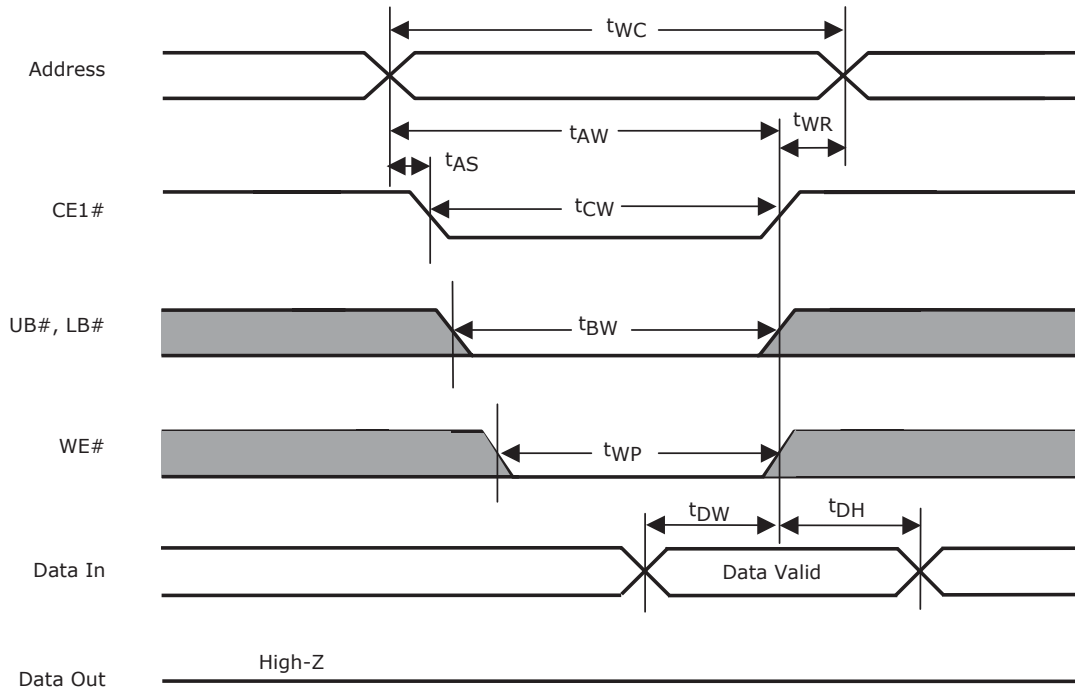 tWC
Address
tAW
tWR
tAS
CE1#
tCW
UB#, LB#
tBW
WE#
tWP
tDW
tDH
Data In
Data Valid
High-Z
Data Out